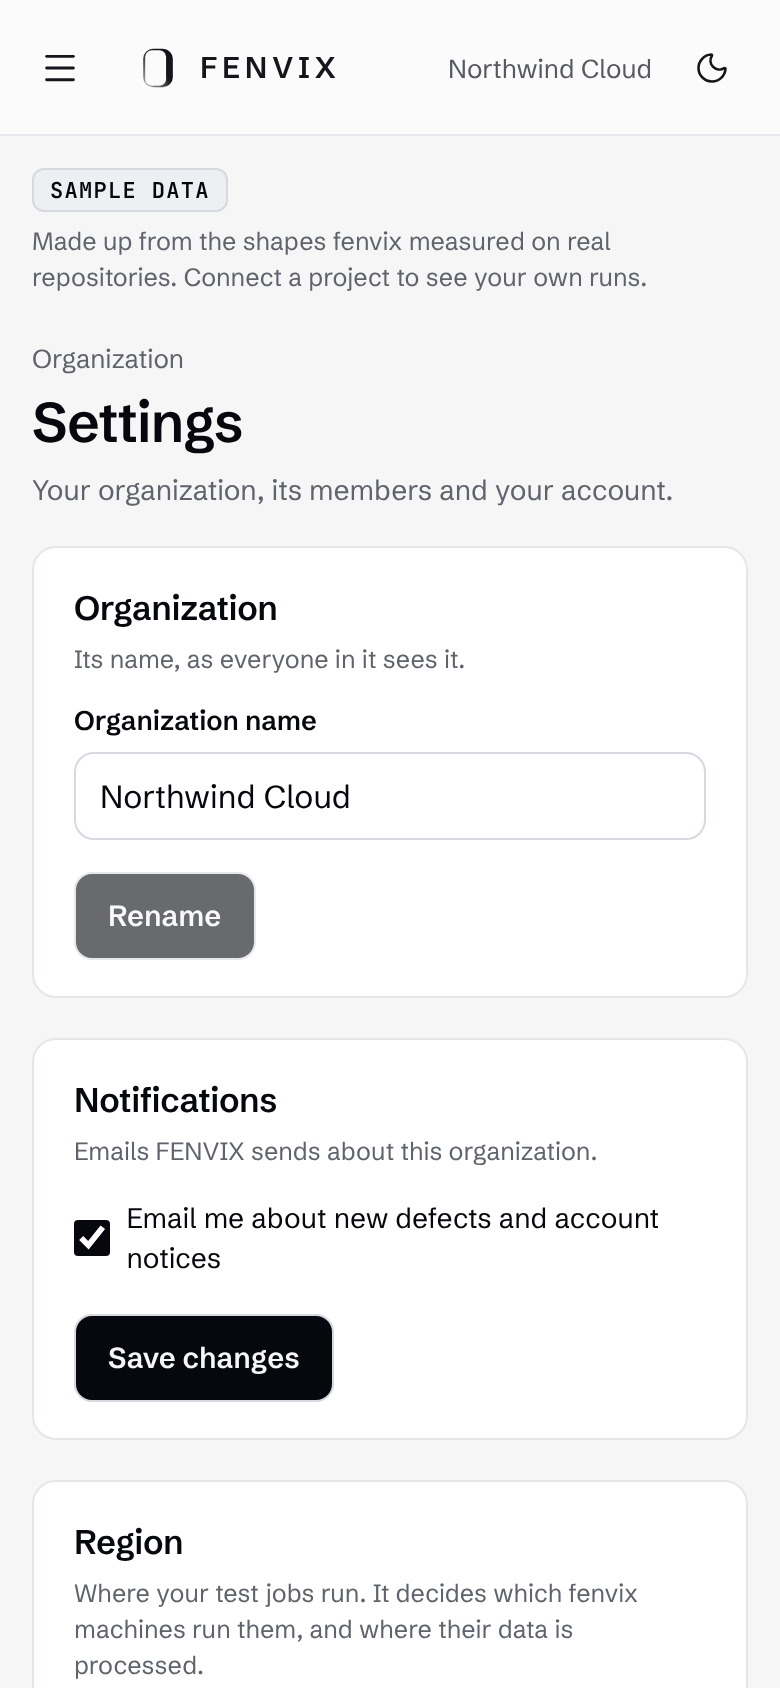 FENVIX
Northwind Cloud
SAMPLE DATA
Made up from the shapes fenvix measured on real
repositories. Connect a project to see your own runs.
Organization
Settings
Your organization, its members and your account.
Organization
Its name, as everyone in it sees it.
Organization name
Northwind Cloud
Rename
Notifications
Emails FENVIX sends about this organization.
Email me about new defects and account
notices
Save changes
Region
Where your test jobs run. It decides which fenvix
machines run them, and where their data is
processed.